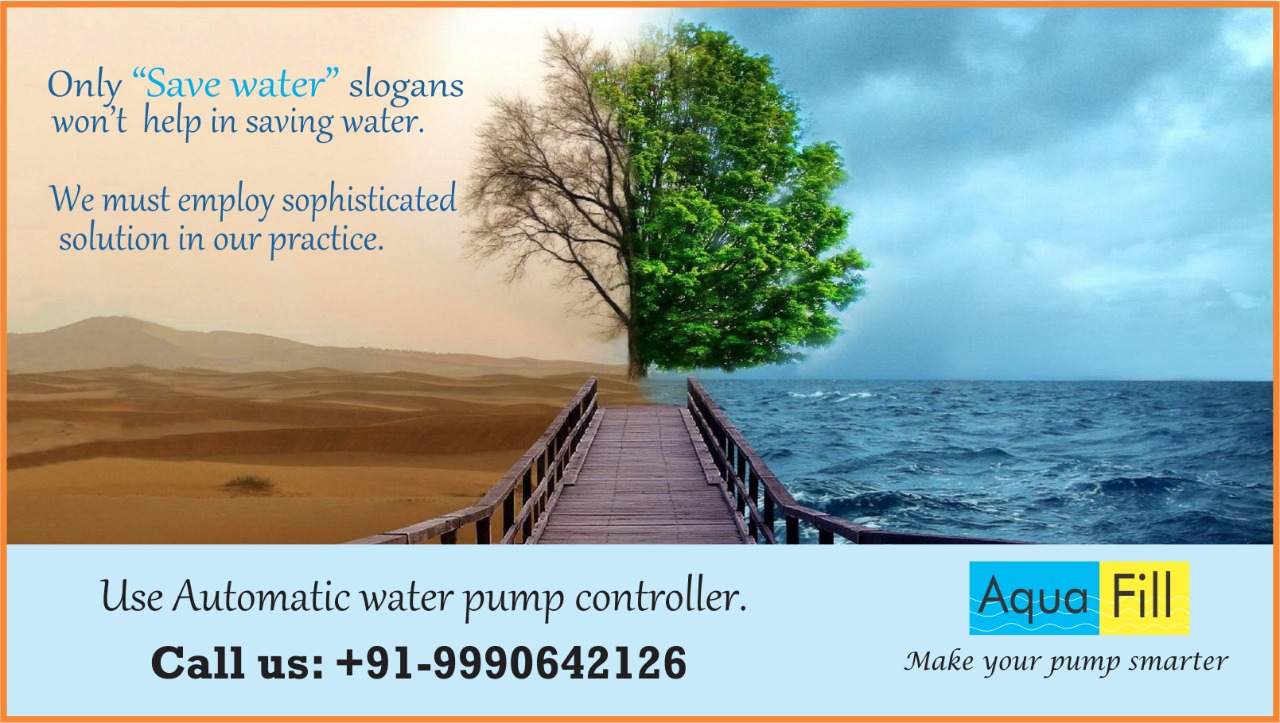 Only “Save water” slogans
won’t help in saving water.
We must employ sophisticated
solution in our practice.
Use Automatic water pump controller.
Call us: +91-9990642126
Aqua Fill
Make your pump smarter